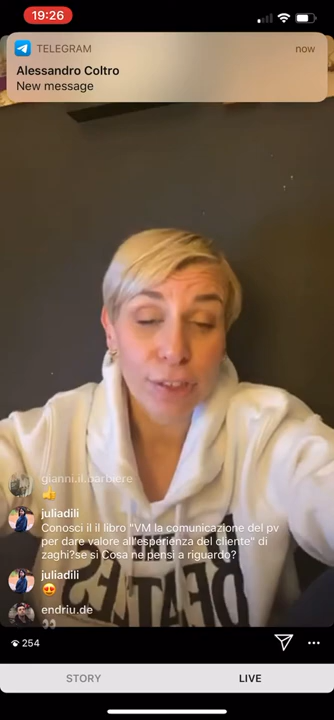 19:26
TELEGRAM
now
Alessandro Coltro
New message
gianni.il.barbiere
👍
juliadili
Conosci il il libro "VM la comunicazione del pv
per dare valore all'esperienza del cliente" di
zaghi?se si Cosa ne pensi a riguardo?
juliadili
😍
endriu.de
👀
254
STORY
LIVE